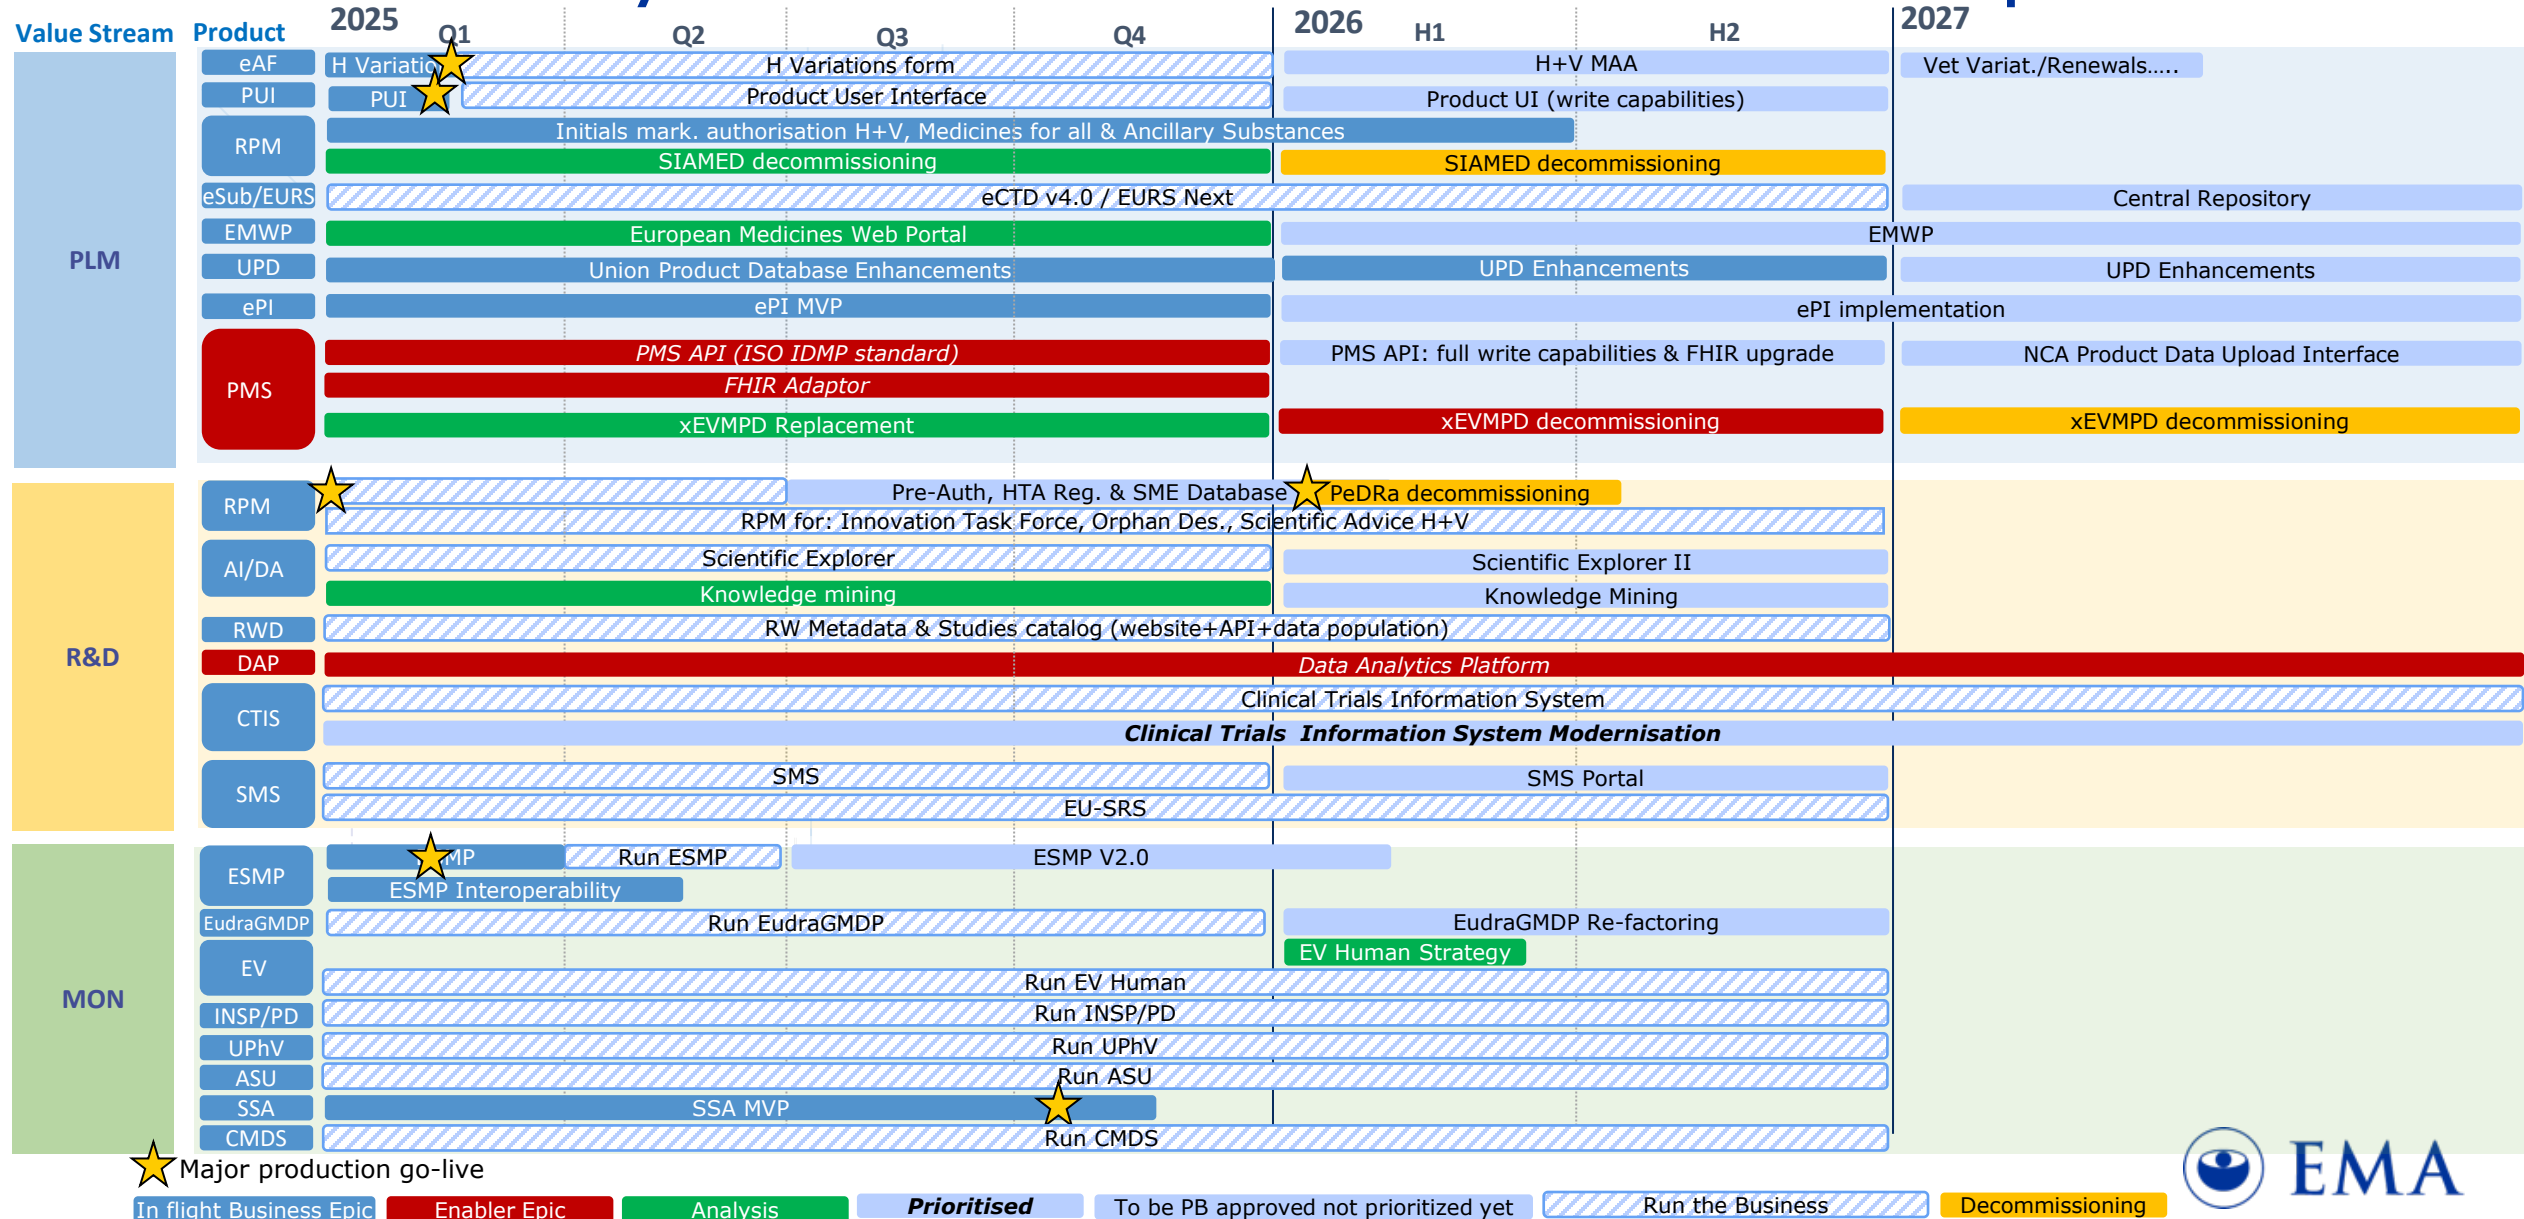 2025
2026
2027
Value Stream
Product
Q1
Q2
Q3
Q4
H1
H2
PLM
eAF
H Variatio
H Variations form
H+V MAA
Vet Variat./Renewals.....
PUI
PUI
Product User Interface
Product UI (write capabilities)
RPM
Initials mark. authorisation H+V, Medicines for all & Ancillary Substances
SIAMED decommissioning
SIAMED decommissioning
eSub/EURS
eCTD v4.0 / EURS Next
Central Repository
EMWP
European Medicines Web Portal
EMWP
UPD
Union Product Database Enhancements
UPD Enhancements
UPD Enhancements
ePI
ePI MVP
ePI implementation
PMS
PMS API (ISO IDMP standard)
PMS API: full write capabilities & FHIR upgrade
NCA Product Data Upload Interface
FHIR Adaptor
xEVMPD Replacement
xEVMPD decommissioning
xEVMPD decommissioning
R&D
RPM
Pre-Auth, HTA Reg. & SME Database
PeDRa decommissioning
RPM for: Innovation Task Force, Orphan Des., Scientific Advice H+V
AI/DA
Scientific Explorer
Scientific Explorer II
Knowledge mining
Knowledge Mining
RWD
RW Metadata & Studies catalog (website+API+data population)
DAP
Data Analytics Platform
CTIS
Clinical Trials Information System
Clinical Trials Information System Modernisation
SMS
SMS
SMS Portal
EU-SRS
MON
ESMP
MP
Run ESMP
ESMP V2.0
ESMP Interoperability
EudraGMDP
Run EudraGMDP
EudraGMDP Re-factoring
EV
EV Human Strategy
Run EV Human
INSP/PD
Run INSP/PD
UPhV
Run UPhV
ASU
Run ASU
SSA
SSA MVP
CMDS
Run CMDS
Major production go-live
In flight Business Epic
Enabler Epic
Analysis
Prioritised
To be PB approved not prioritized yet
Run the Business
Decommissioning
EMA